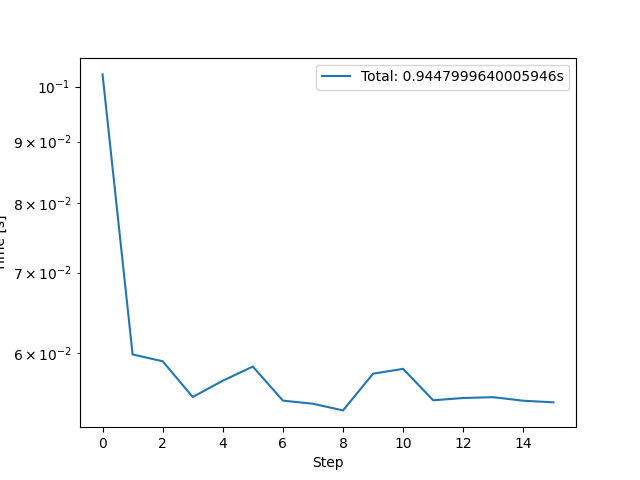 Total: 0.9447999640005946s
10⁻¹
9 × 10⁻²
8 × 10⁻²
7 × 10⁻²
6 × 10⁻²
[s]
0 2 4 6 8 10 12 14
Step